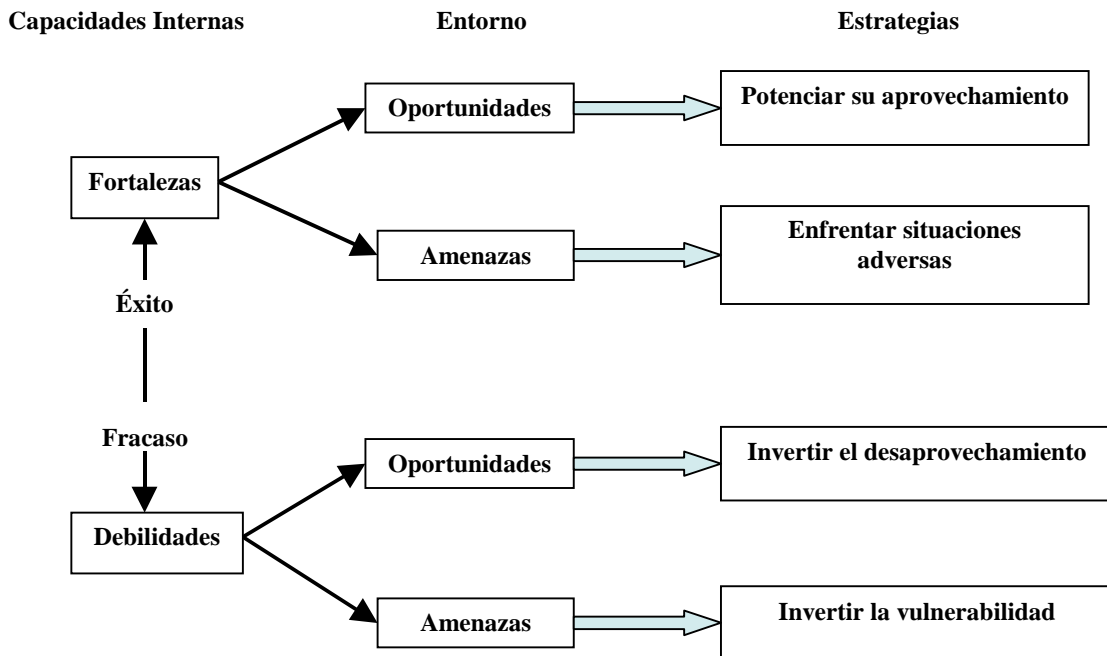 Capacidades Internas
Entorno
Estrategias
Oportunidades
Potenciar su aprovechamiento
Fortalezas
Amenazas
Enfrentar situaciones
adversas
Éxito
Fracaso
Oportunidades
Invertir el desaprovechamiento
Debilidades
Amenazas
Invertir la vulnerabilidad